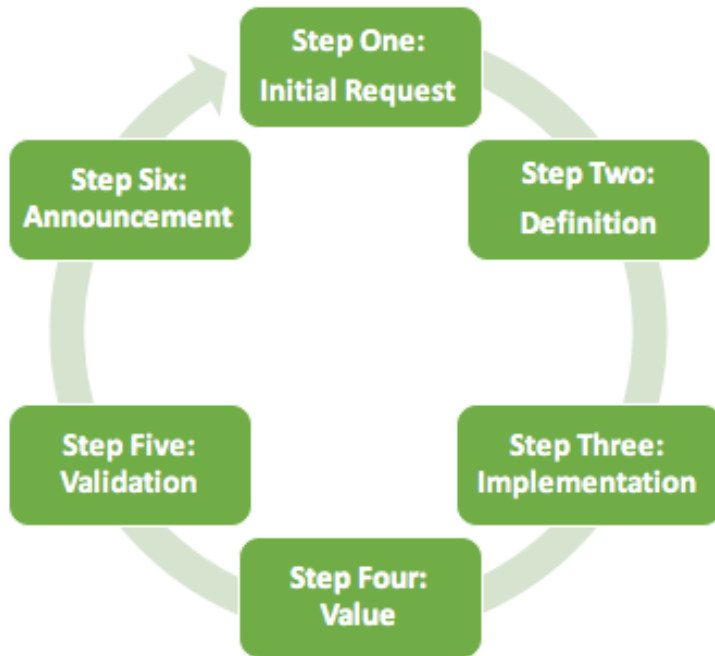 Step One:
Initial Request
Step Two:
Definition
Step Three:
Implementation
Step Four:
Value
Step Five:
Validation
Step Six:
Announcement